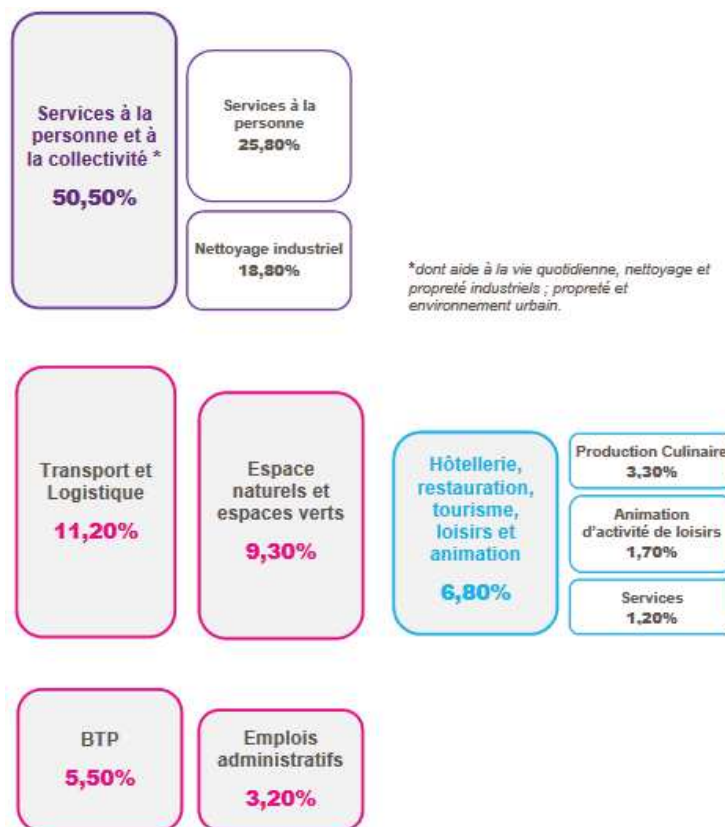 Services à la
personne et à
la collectivité *
50,50%
Services à la
personne
25,80%
Nettoyage industriel
18,80%
*dont aide à la vie quotidienne, nettoyage et
propreté industriels ; propreté et
environnement urbain.
Transport et
Logistique
11,20%
Espace
naturels et
espaces verts
9,30%
Hôtellerie,
restauration,
tourisme,
loisirs et
animation
6,80%
Production Culinaire
3,30%
Animation
d'activité de loisirs
1,70%
Services
1,20%
BTP
5,50%
Emplois
administratifs
3,20%